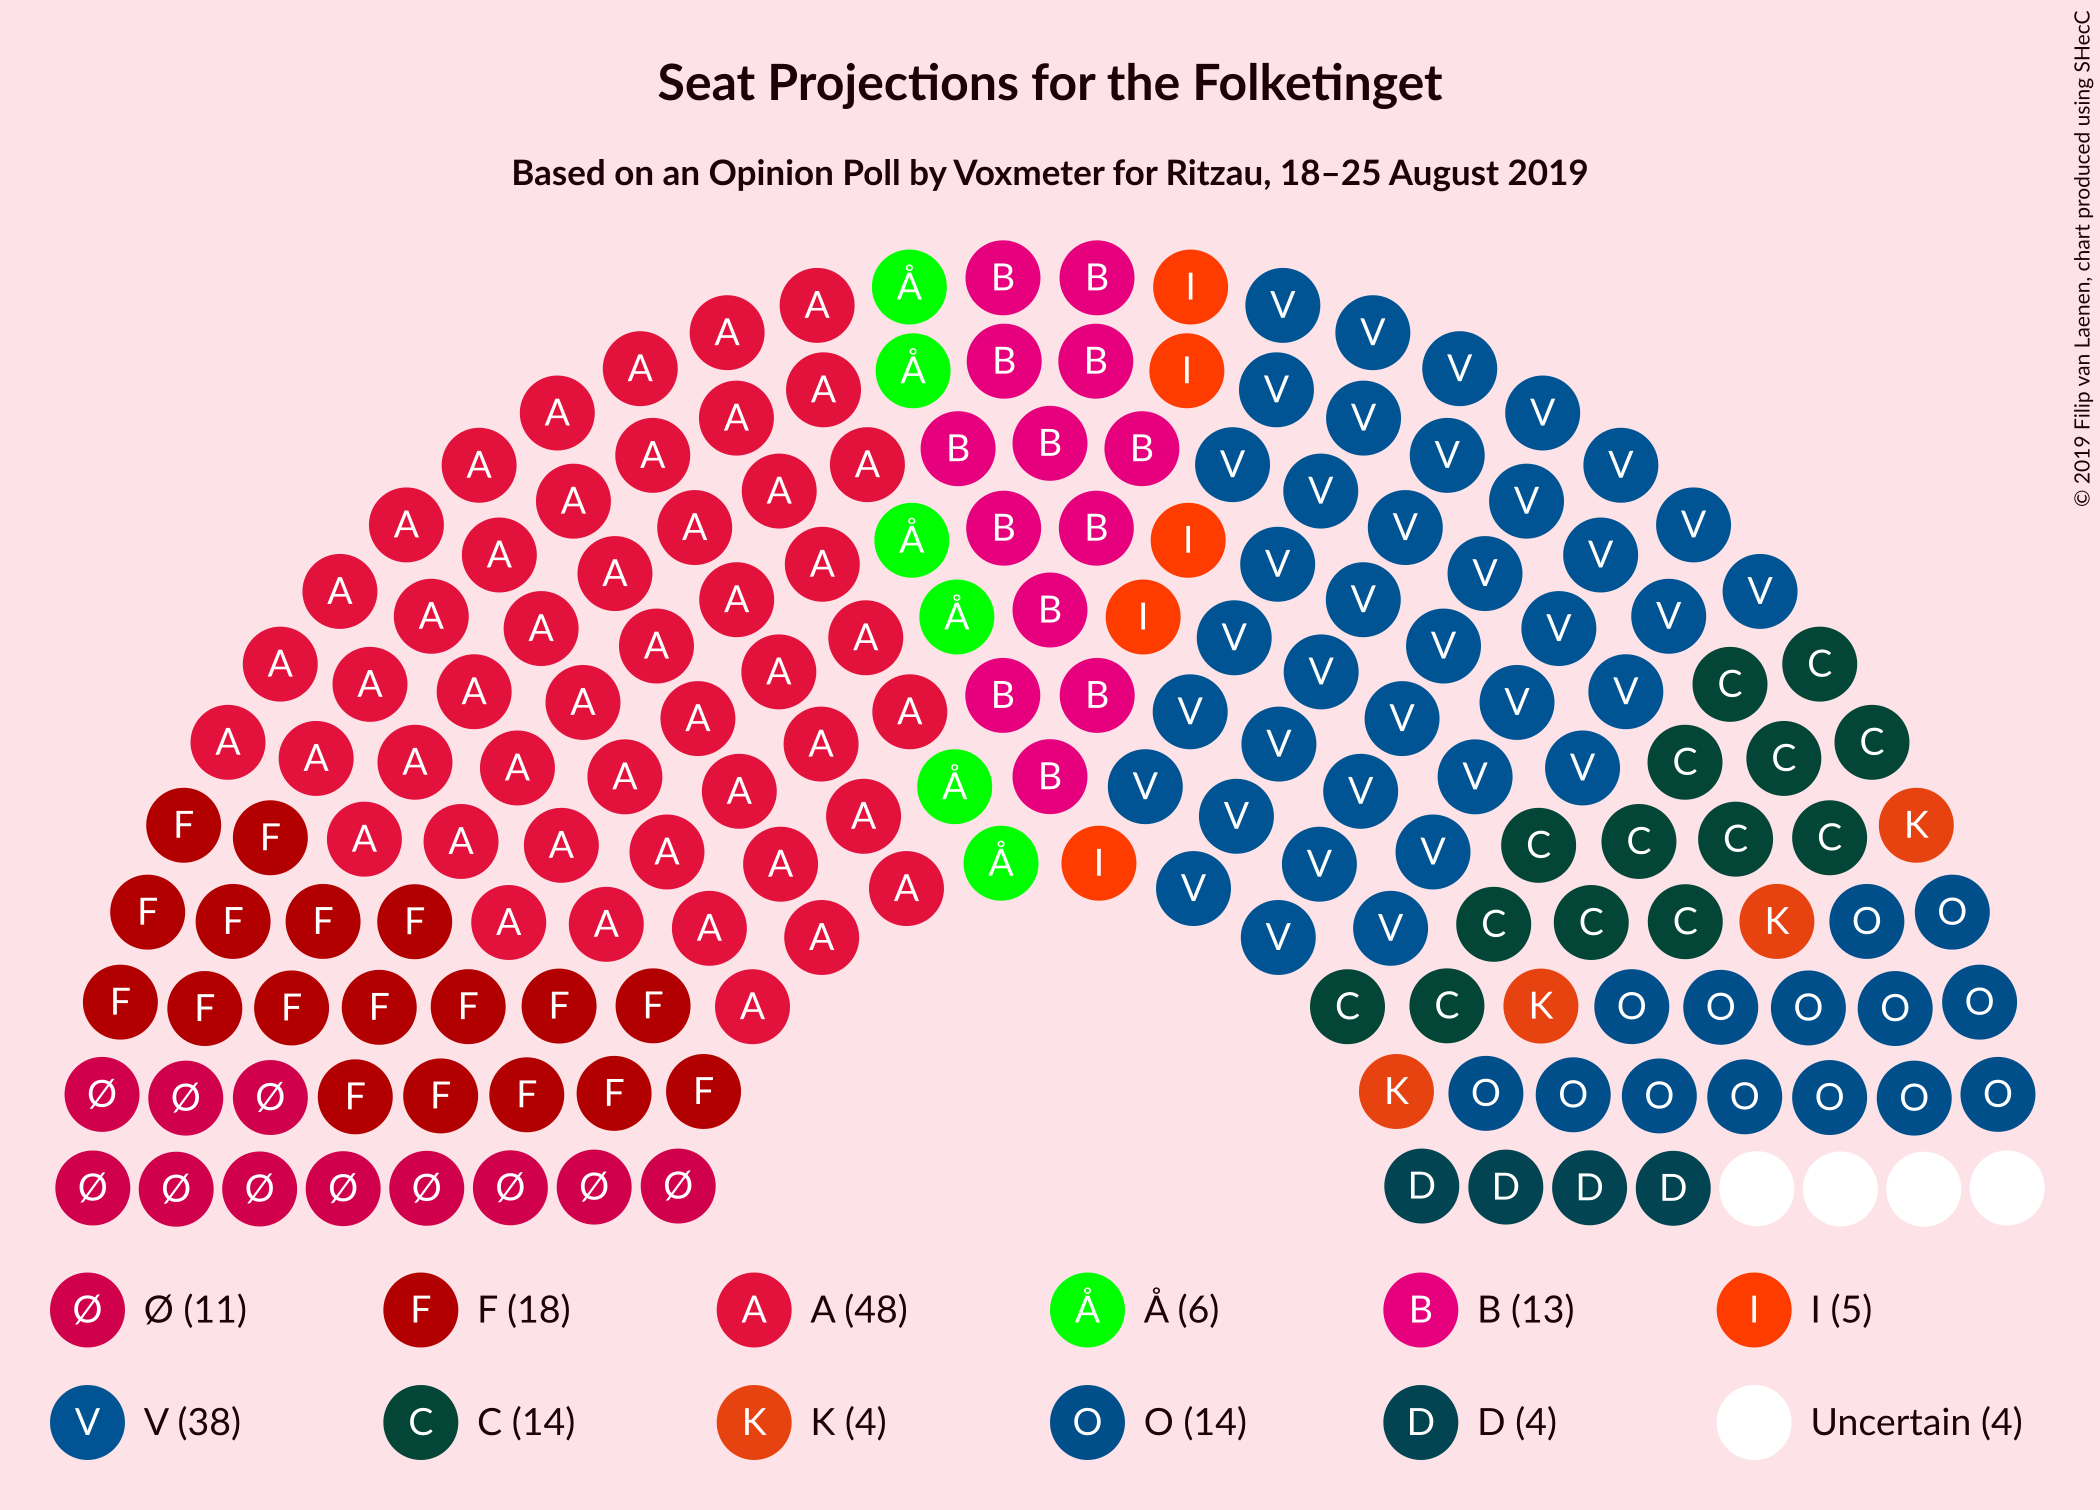 Seat Projections for the Folketinget
Based on an Opinion Poll by Voxmeter for Ritzau, 18–25 August 2019
© 2019 Filip van Laenen, chart produced using SHecC
Å B B I
A A V V
A Å B B I V
A A A V V V
A B B B V
A A A V V V
A A A Å B B I V V V
A A A V V V
A A A Å B I V V V
A A A A V V V V
A A A B B V V V
A A A A V V V C C
A A A A A Å B V V V V V C C C
F F A A A A A A Å I V V V V C C C C K
F F F F A A A A V V C C C K O O
F F F F F F F A C C K O O O O O
Ø Ø Ø F F F F F K O O O O O O O
Ø Ø Ø Ø Ø Ø Ø Ø D D D D
Ø Ø (11) F F (18) A A (48) Å Å (6) B B (13) I I (5)
V V (38) C C (14) K K (4) O O (14) D D (4) Uncertain (4)